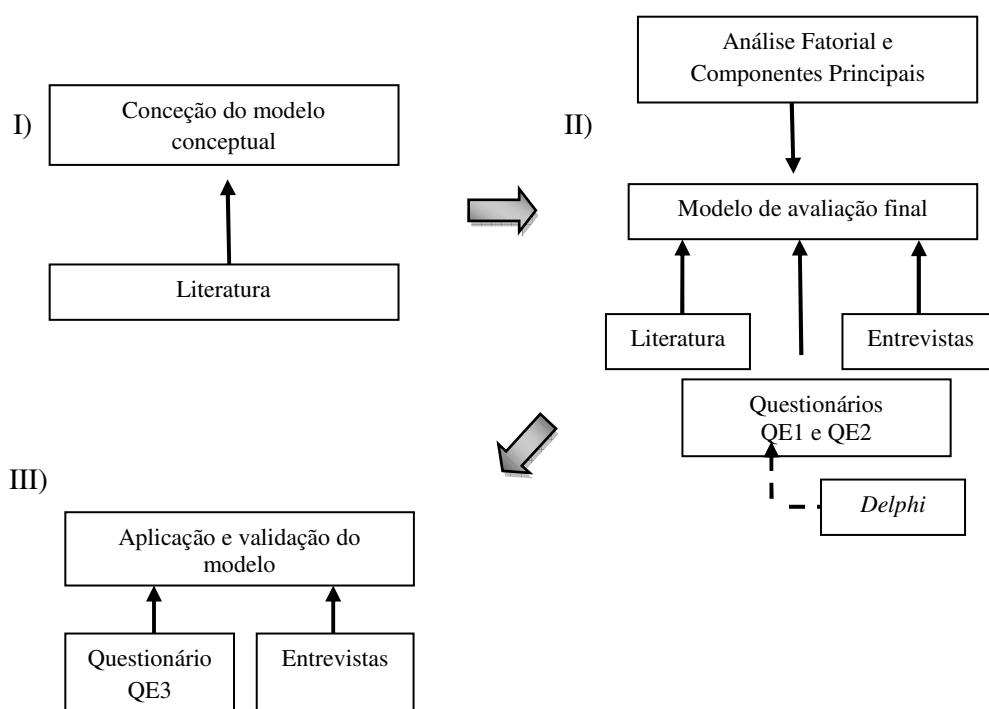 I)
Conceção do modelo
conceptual
Literatura
II)
Análise Fatorial e
Componentes Principais
Modelo de avaliação final
Literatura
Entrevistas
Questionários
QE1 e QE2
Delphi
III)
Aplicação e validação do
modelo
Questionário
QE3
Entrevistas